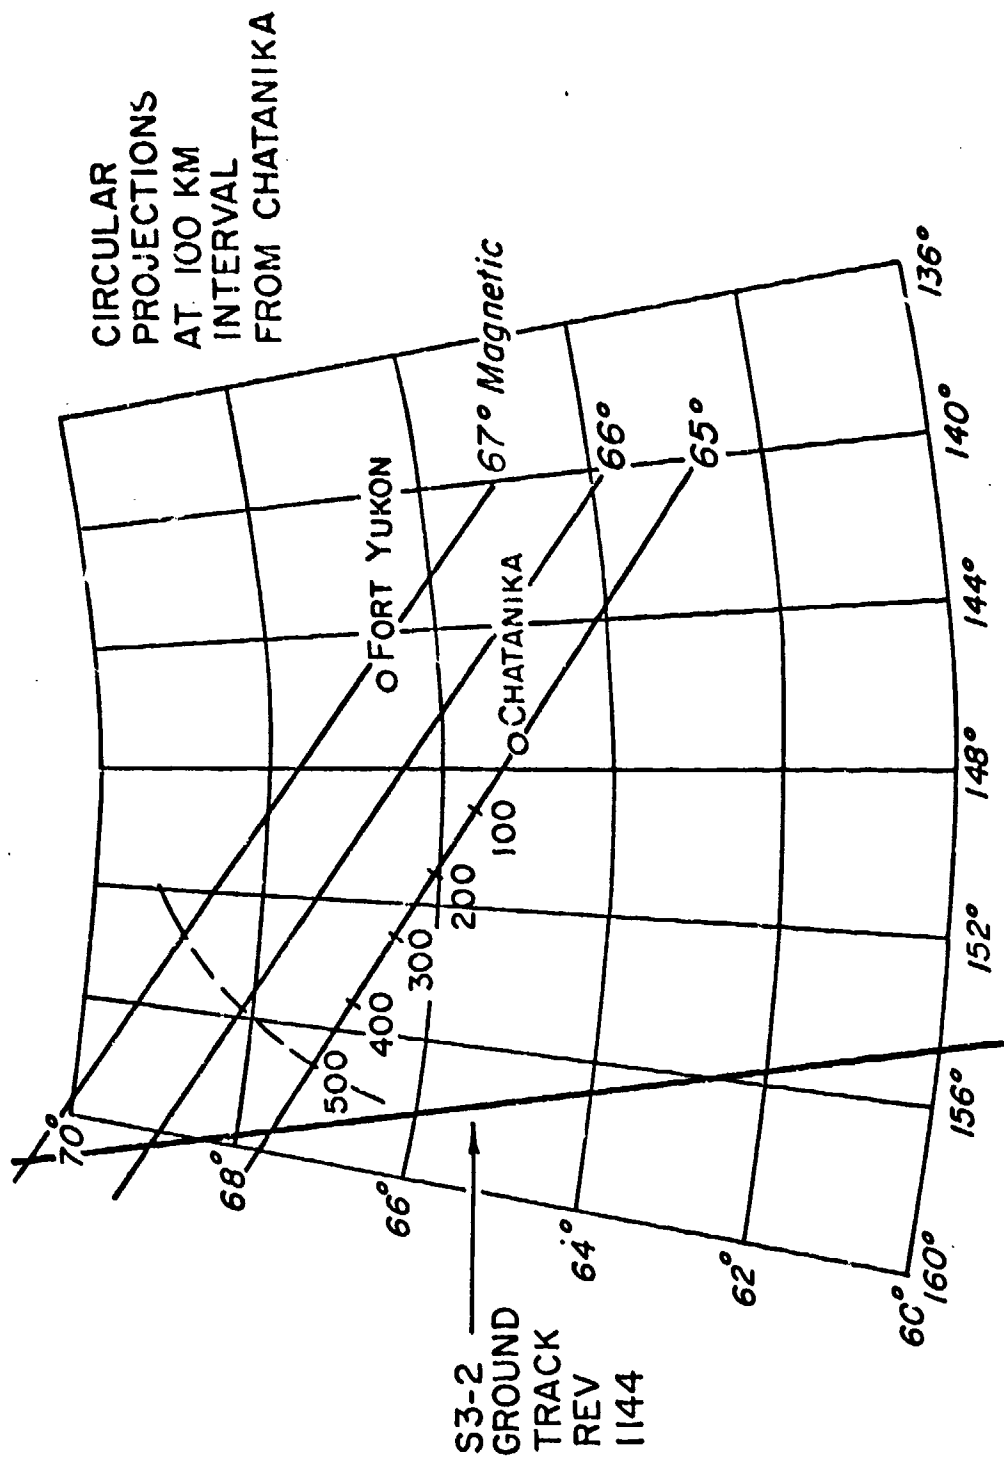 CIRCULAR
PROJECTIONS
AT 100 KM
INTERVAL
FROM CHATANIKA
70°
68°
66°
64°
62°
60°
160°
156°
152°
148°
144°
140°
136°
67° Magnetic
66°
65°
FORT YUKON
CHATANIKA
100
200
300
400
500
S3-2
GROUND
TRACK
REV
1144